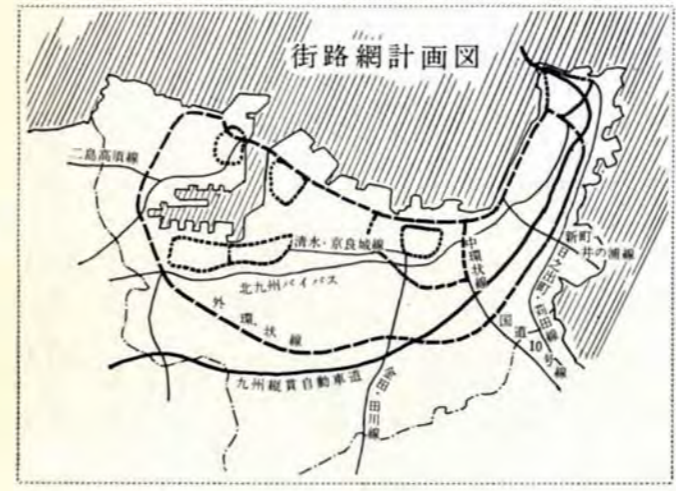 街路網計画図
二島高須線
清水・京良城線
中環状線
新町
井の浦線
北九州バイパス
外環状線
日々出町・苅田線
国道10号線
九州縦貫自動車道
金田・田川線